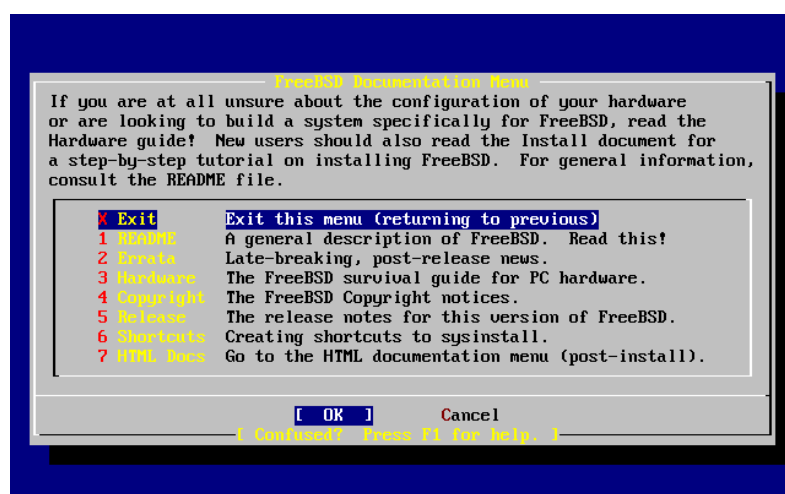 FreeBSD Documentation Menu
If you are at all unsure about the configuration of your hardware
or are looking to build a system specifically for FreeBSD, read the
Hardware guide!  New users should also read the Install document for
a step-by-step tutorial on installing FreeBSD.  For general information,
consult the README file.
X Exit       Exit this menu (returning to previous)
1 README     A general description of FreeBSD.  Read this!
2 Errata     Late-breaking, post-release news.
3 Hardware   The FreeBSD survival guide for PC hardware.
4 Copyright  The FreeBSD Copyright notices.
5 Release    The release notes for this version of FreeBSD.
6 Shortcuts  Creating shortcuts to sysinstall.
7 HTML Docs  Go to the HTML documentation menu (post-install).
[  OK  ]       Cancel
[ Confused?  Press F1 for help. ]